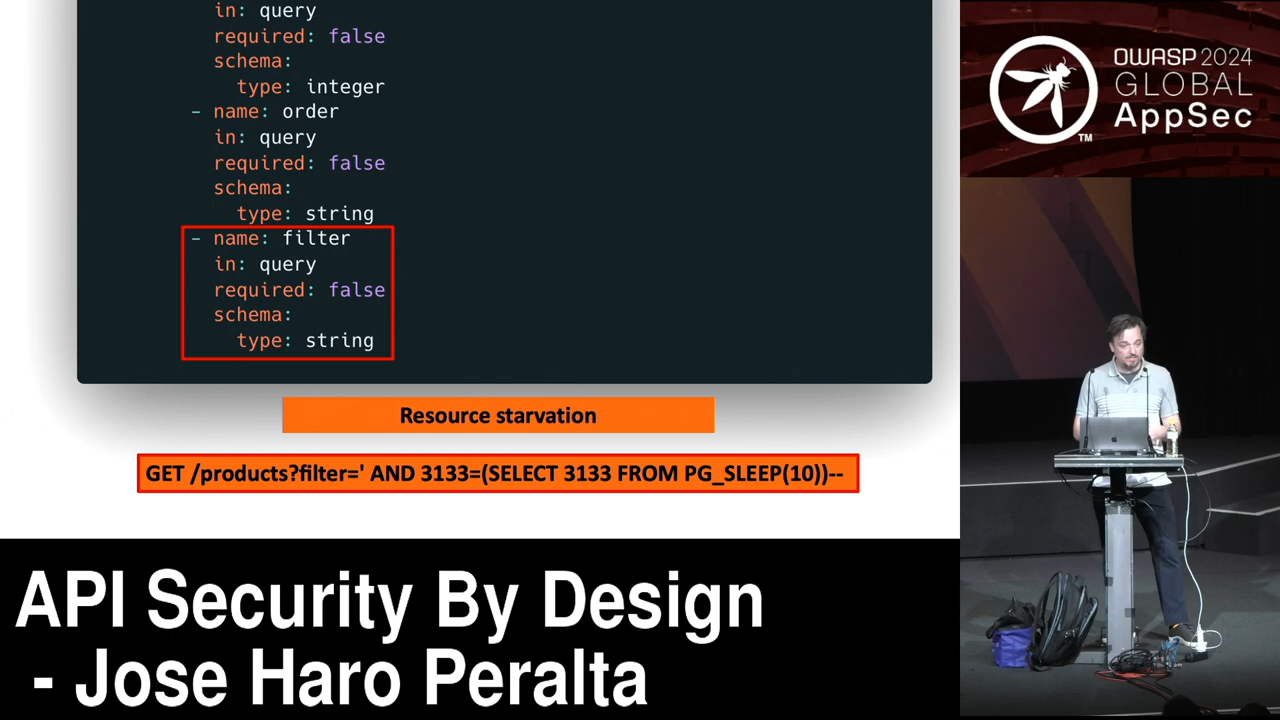 in: query
required: false
schema:
type: integer
- name: order
in: query
required: false
schema:
type: string
- name: filter
in: query
required: false
schema:
type: string
Resource starvation
GET /products?filter=' AND 3133=(SELECT 3133 FROM PG_SLEEP(10))--
API Security By Design
- Jose Haro Peralta
OWASP 2024
GLOBAL
AppSec
TM